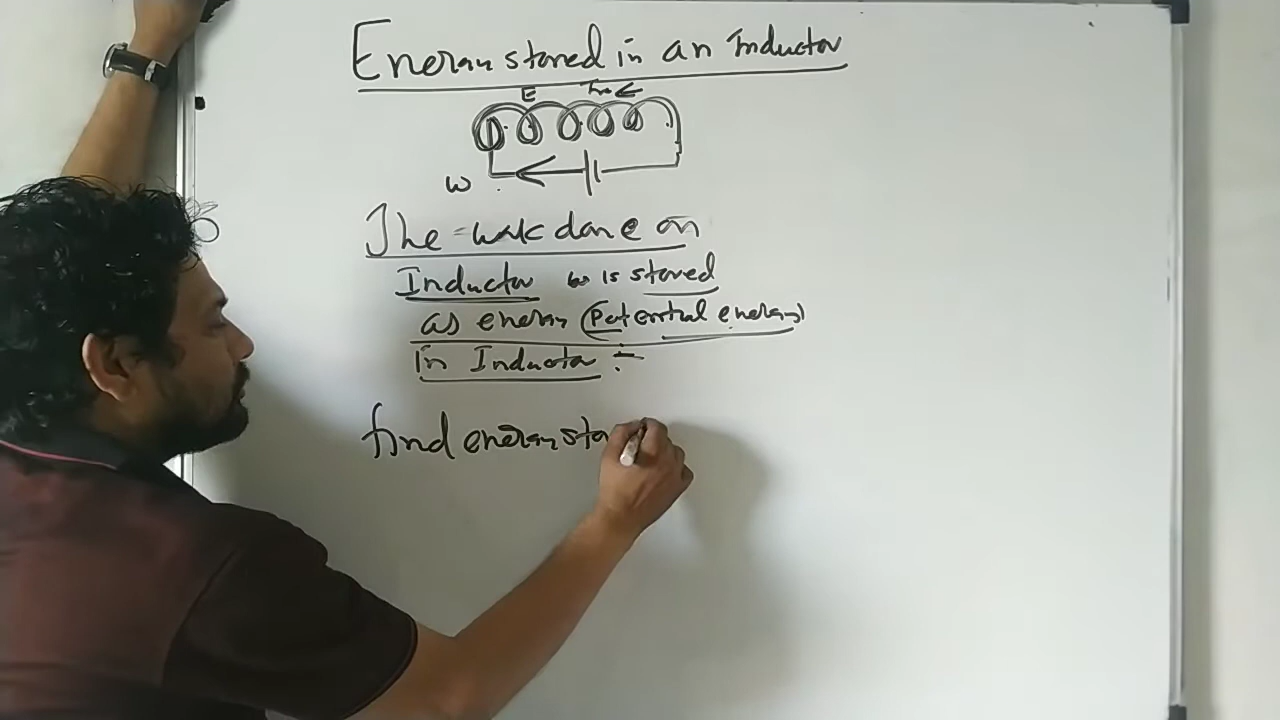 Energy stored in an Inductor
E
W
The work done on
Inductor W is stored
as energy (Potential energy)
in Inductor :-
find energy sto